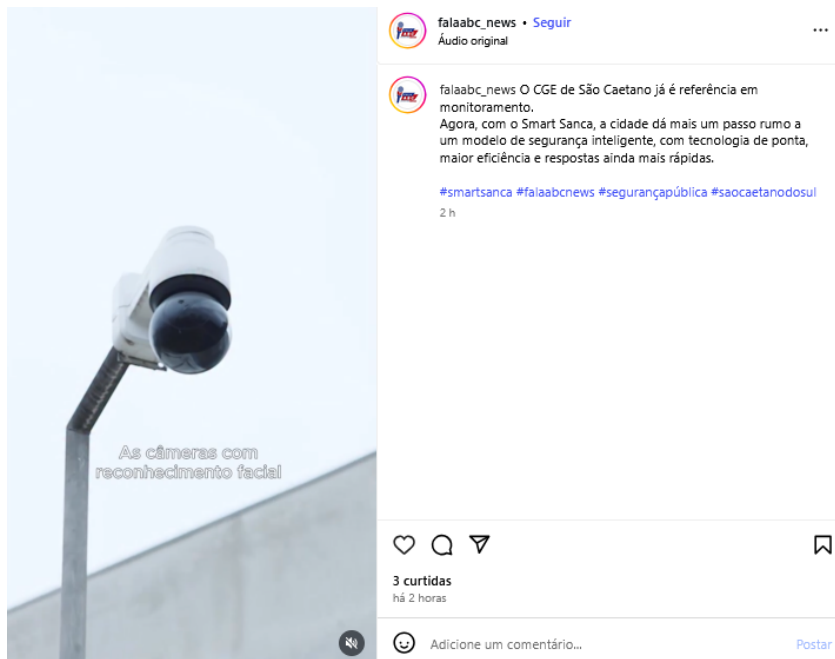 falaabc_news • Seguir
Áudio original
falaabc_news O CGE de São Caetano já é referência em
monitoramento.
Agora, com o Smart Sanca, a cidade dá mais um passo rumo a
um modelo de segurança inteligente, com tecnologia de ponta,
maior eficiência e respostas ainda mais rápidas.
#smartsanca #falaabcnews #segurançapública #saocaetanodosul
2 h
As câmeras com
reconhecimento facial
3 curtidas
há 2 horas
Adicione um comentário...
Postar